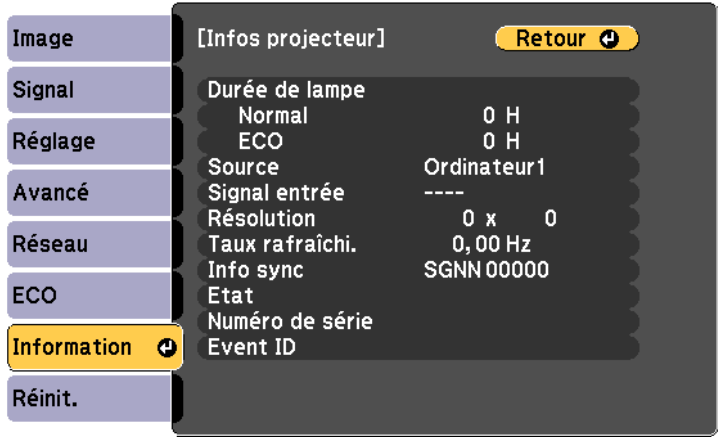 Image
Signal
Réglage
Avancé
Réseau
ECO
Information
Réinit.
[Infos projecteur] Retour
Durée de lampe
Normal 0 H
ECO 0 H
Source Ordinateur1
Signal entrée ----
Résolution 0 x 0
Taux rafraîchi. 0,00 Hz
Info sync SGNN 00000
Etat
Numéro de série
Event ID